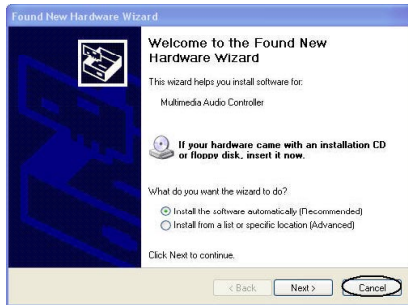 Found New Hardware Wizard
Welcome to the Found New
Hardware Wizard
This wizard helps you install software for:
Multimedia Audio Controller
If your hardware came with an installation CD
or floppy disk, insert it now.
What do you want the wizard to do?
Install the software automatically (Recommended)
Install from a list or specific location (Advanced)
Click Next to continue.
< Back Next > Cancel